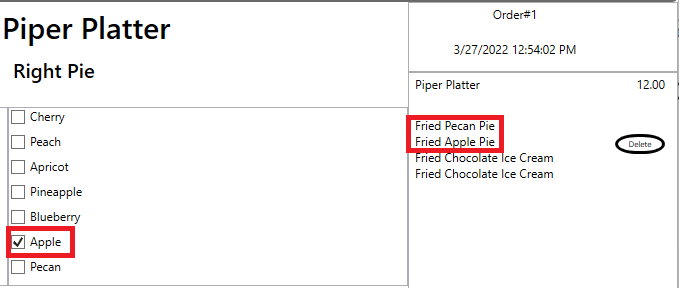 Piper Platter
Right Pie
Cherry
Peach
Apricot
Pineapple
Blueberry
Apple
Pecan
Order#1
3/27/2022 12:54:02 PM
Piper Platter 12.00
Fried Pecan Pie
Fried Apple Pie
Delete
Fried Chocolate Ice Cream
Fried Chocolate Ice Cream